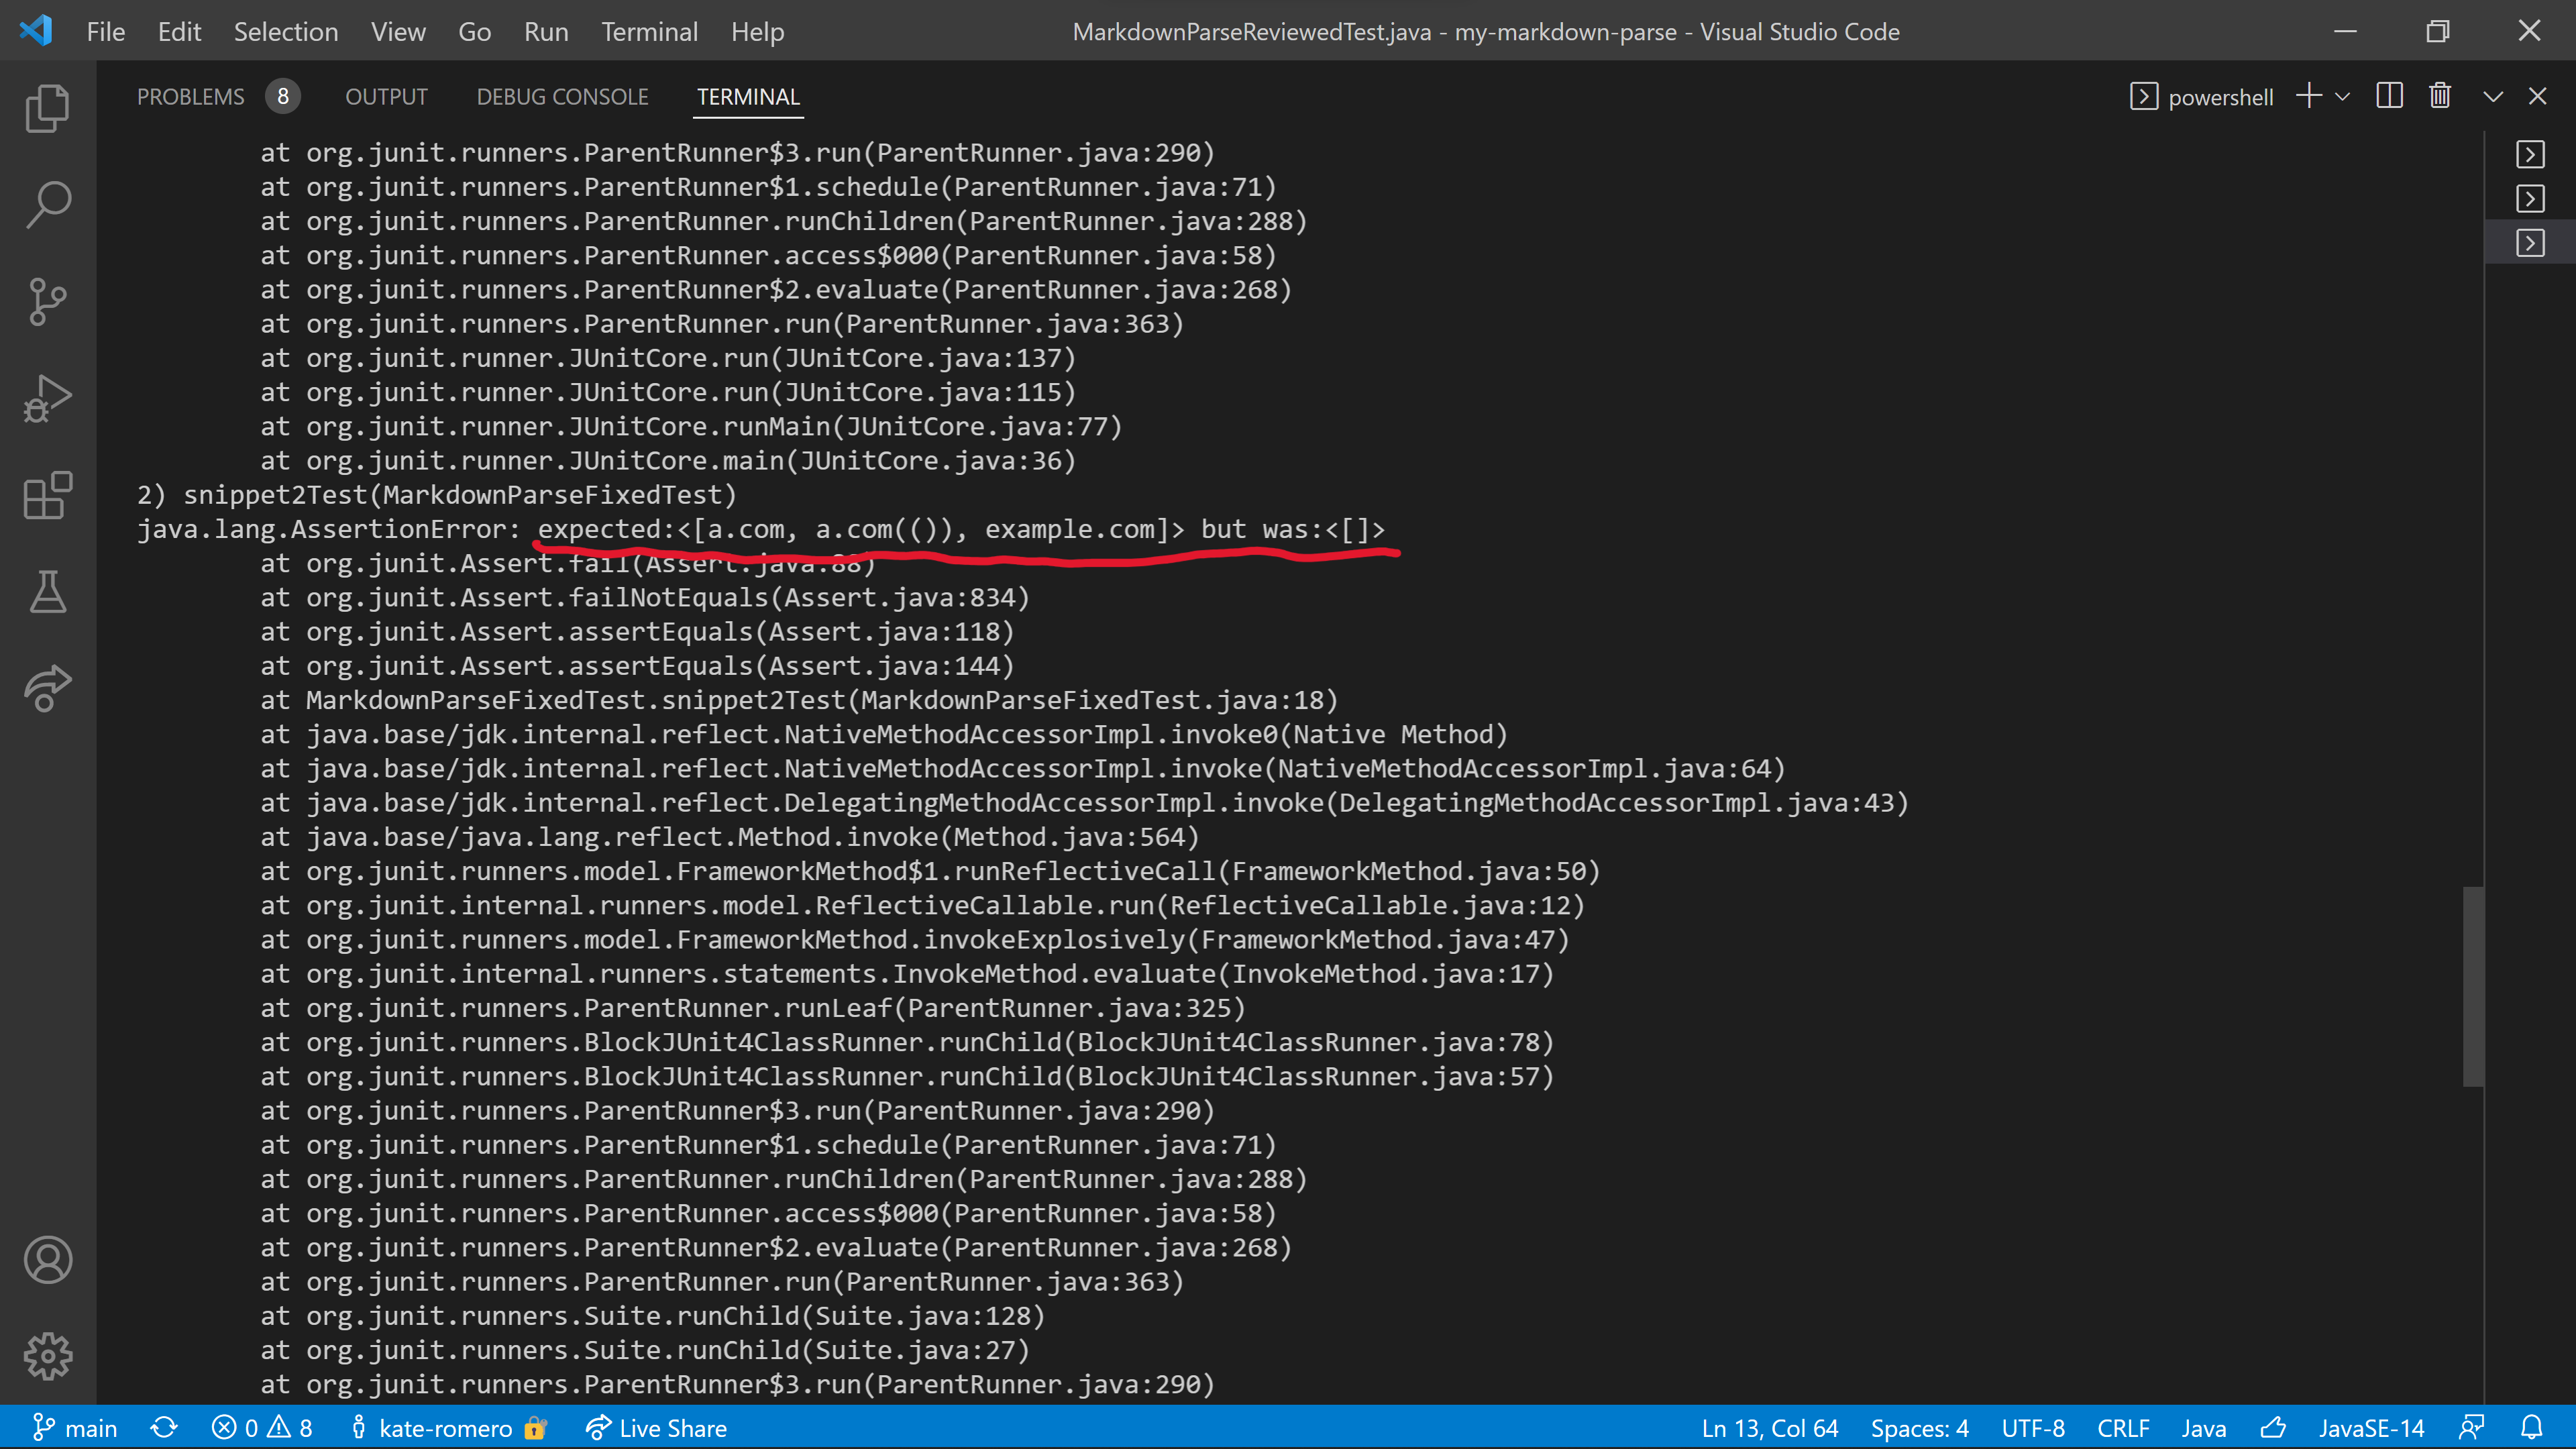 File Edit Selection View Go Run Terminal Help MarkdownParseReviewedTest.java - my-markdown-parse - Visual Studio Code
PROBLEMS 8 OUTPUT DEBUG CONSOLE TERMINAL powershell
at org.junit.runners.ParentRunner$3.run(ParentRunner.java:290)
at org.junit.runners.ParentRunner$1.schedule(ParentRunner.java:71)
at org.junit.runners.ParentRunner.runChildren(ParentRunner.java:288)
at org.junit.runners.ParentRunner.access$000(ParentRunner.java:58)
at org.junit.runners.ParentRunner$2.evaluate(ParentRunner.java:268)
at org.junit.runners.ParentRunner.run(ParentRunner.java:363)
at org.junit.runner.JUnitCore.run(JUnitCore.java:137)
at org.junit.runner.JUnitCore.run(JUnitCore.java:115)
at org.junit.runner.JUnitCore.runMain(JUnitCore.java:77)
at org.junit.runner.JUnitCore.main(JUnitCore.java:36)
2) snippet2Test(MarkdownParseFixedTest)
java.lang.AssertionError: expected:<[a.com, a.com(()), example.com]> but was:<[]>
at org.junit.Assert.fail(Assert.java:88)
at org.junit.Assert.failNotEquals(Assert.java:834)
at org.junit.Assert.assertEquals(Assert.java:118)
at org.junit.Assert.assertEquals(Assert.java:144)
at MarkdownParseFixedTest.snippet2Test(MarkdownParseFixedTest.java:18)
at java.base/jdk.internal.reflect.NativeMethodAccessorImpl.invoke0(Native Method)
at java.base/jdk.internal.reflect.NativeMethodAccessorImpl.invoke(NativeMethodAccessorImpl.java:64)
at java.base/jdk.internal.reflect.DelegatingMethodAccessorImpl.invoke(DelegatingMethodAccessorImpl.java:43)
at java.base/java.lang.reflect.Method.invoke(Method.java:564)
at org.junit.runners.model.FrameworkMethod$1.runReflectiveCall(FrameworkMethod.java:50)
at org.junit.internal.runners.model.ReflectiveCallable.run(ReflectiveCallable.java:12)
at org.junit.runners.model.FrameworkMethod.invokeExplosively(FrameworkMethod.java:47)
at org.junit.internal.runners.statements.InvokeMethod.evaluate(InvokeMethod.java:17)
at org.junit.runners.ParentRunner.runLeaf(ParentRunner.java:325)
at org.junit.runners.BlockJUnit4ClassRunner.runChild(BlockJUnit4ClassRunner.java:78)
at org.junit.runners.BlockJUnit4ClassRunner.runChild(BlockJUnit4ClassRunner.java:57)
at org.junit.runners.ParentRunner$3.run(ParentRunner.java:290)
at org.junit.runners.ParentRunner$1.schedule(ParentRunner.java:71)
at org.junit.runners.ParentRunner.runChildren(ParentRunner.java:288)
at org.junit.runners.ParentRunner.access$000(ParentRunner.java:58)
at org.junit.runners.ParentRunner$2.evaluate(ParentRunner.java:268)
at org.junit.runners.ParentRunner.run(ParentRunner.java:363)
at org.junit.runners.Suite.runChild(Suite.java:128)
at org.junit.runners.Suite.runChild(Suite.java:27)
at org.junit.runners.ParentRunner$3.run(ParentRunner.java:290)
main 0 8 kate-romero Live Share Ln 13, Col 64 Spaces: 4 UTF-8 CRLF Java JavaSE-14